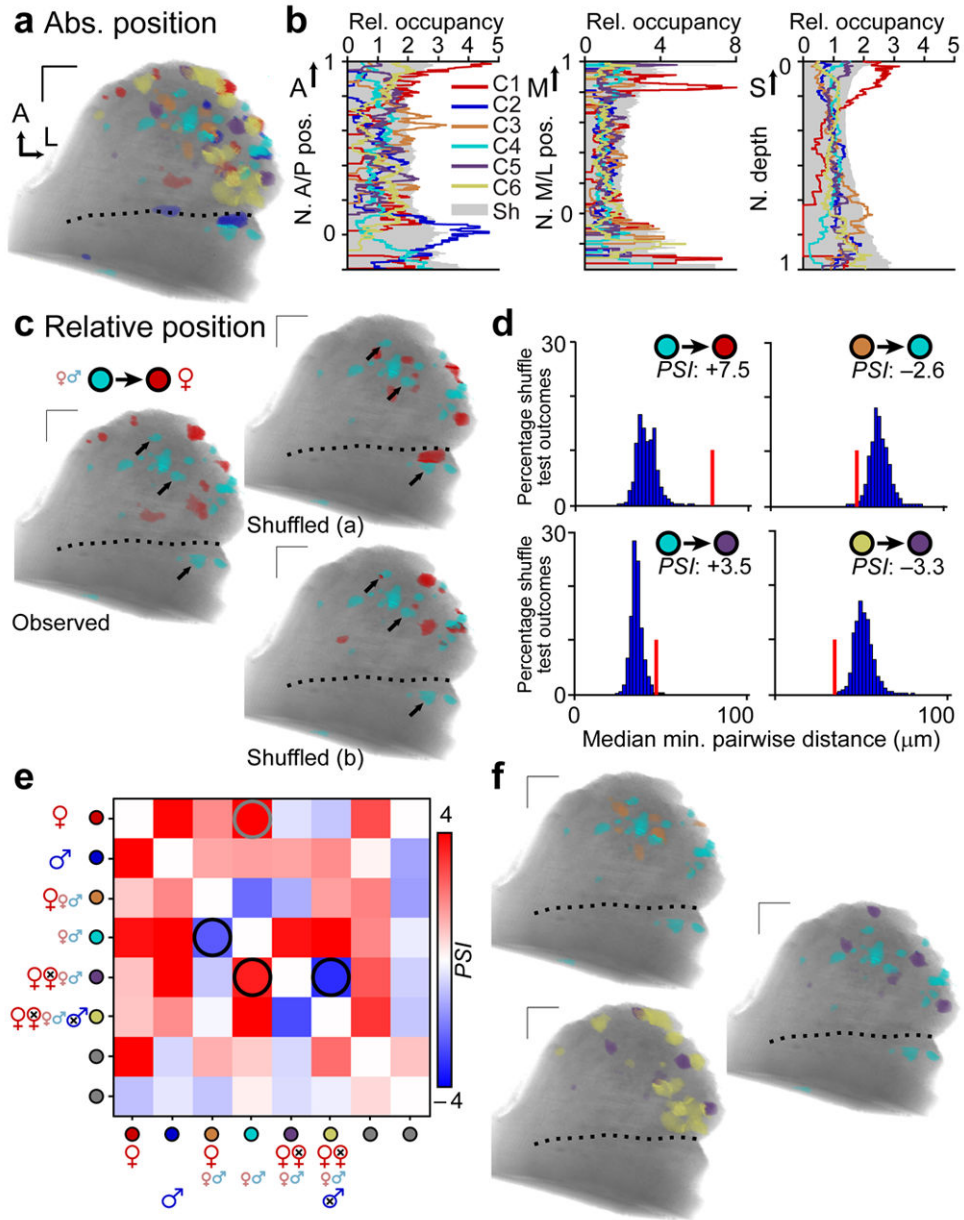 a Abs. position
A
L
b
Rel. occupancy
0 1 2 3 4 5
A
N. A/P pos.
1
0
C1
C2
C3
C4
C5
C6
Sh
Rel. occupancy
0 4 8
M
N. M/L pos.
1
0
Rel. occupancy
0 1 2 3 4 5
S
N. depth
0
1
c Relative position
♀♂ → ♀
Observed
Shuffled (a)
Shuffled (b)
d
Percentage shuffle
test outcomes
30
0
PSI: +7.5
PSI: –2.6
Percentage shuffle
test outcomes
30
0
PSI: +3.5
PSI: –3.3
0 100 0 100
Median min. pairwise distance (μm)
e
♀
♂
♀♀♂
♀♂
♀♀♀♂
♀♀♀♂♂
4
PSI
–4
♀ ♀ ♀♀ ♀♀
♀♂ ♀♂ ♀♂ ♀♂
♂ ♂
f